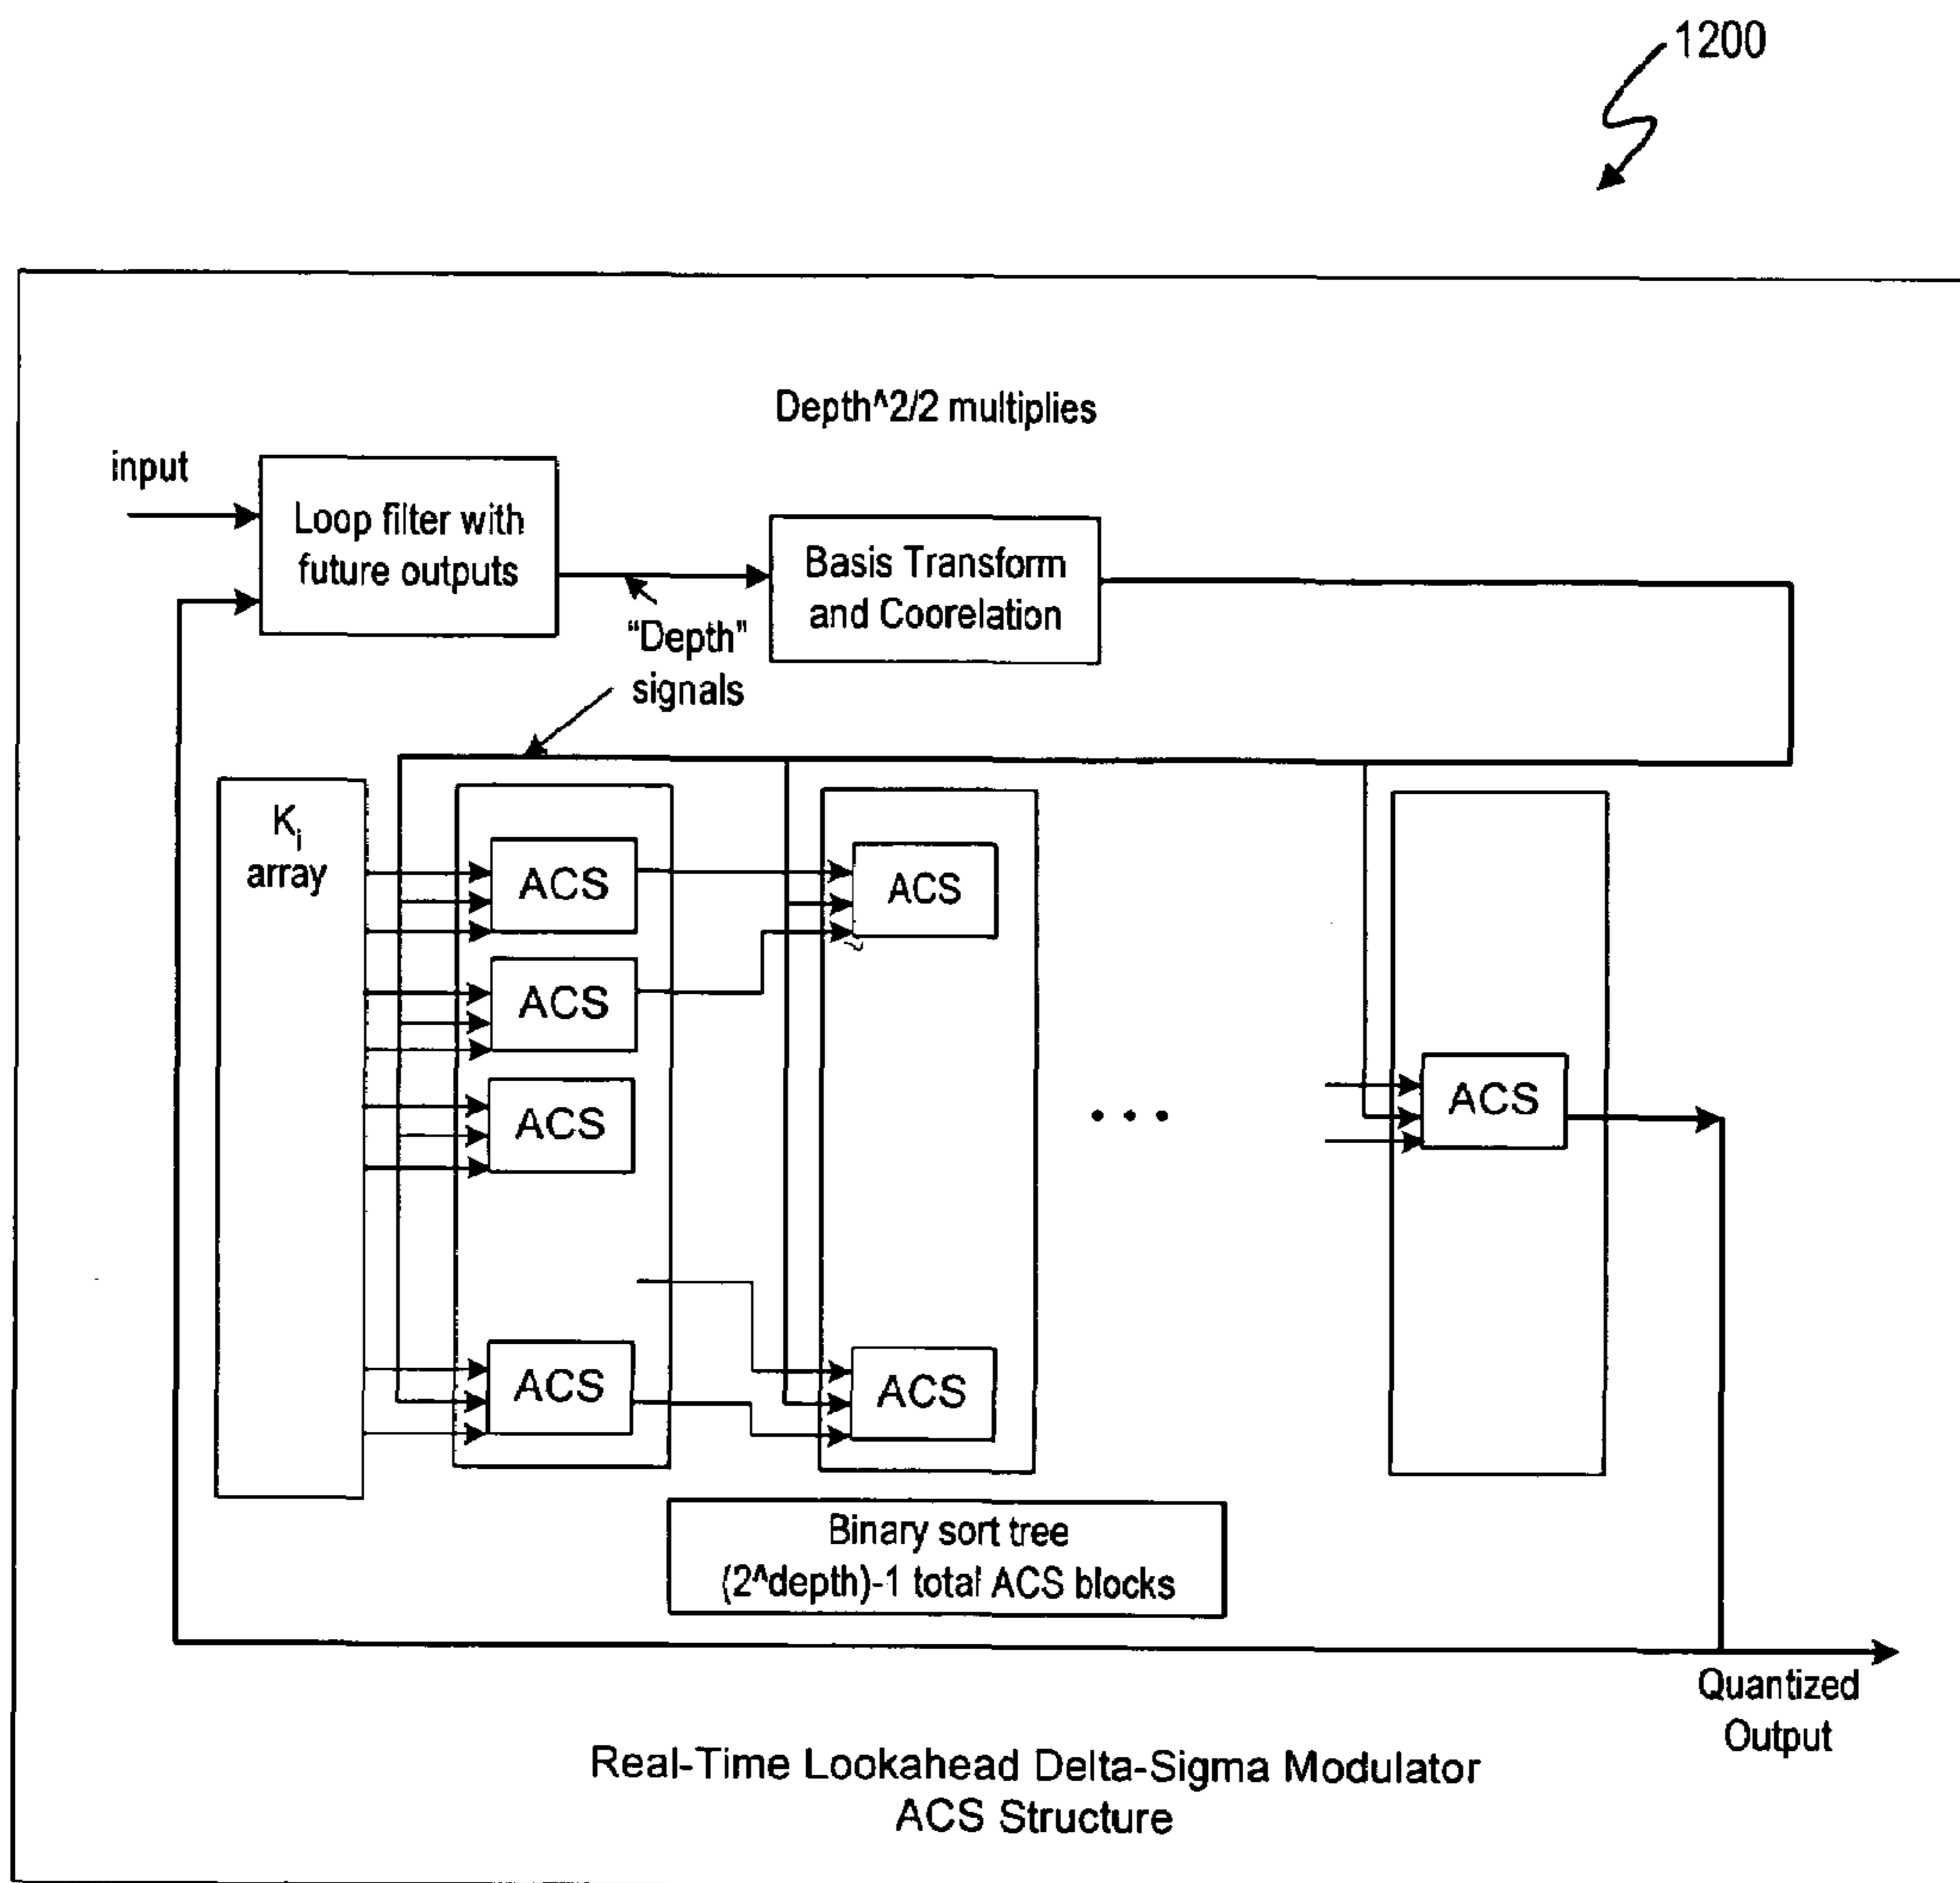 1200
Depth^2/2 multiplies
input
Loop filter with
future outputs
Basis Transform
and Coorelation
"Depth"
signals
Ki
array
ACS
ACS
ACS
ACS
ACS
ACS
ACS
Binary sort tree
(2^depth)-1 total ACS blocks
Quantized
Output
Real-Time Lookahead Delta-Sigma Modulator
ACS Structure